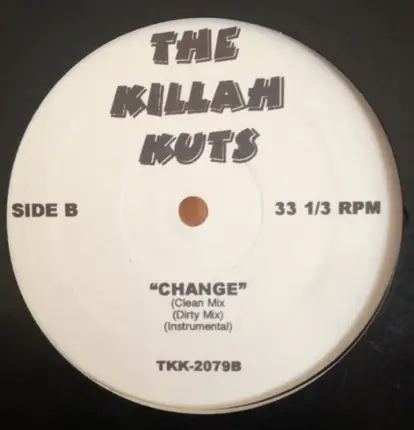 THE
KILLAH
KUTS
SIDE B 33 1/3 RPM
"CHANGE"
(Clean Mix
(Dirty Mix)
(Instrumental)
TKK-2079B